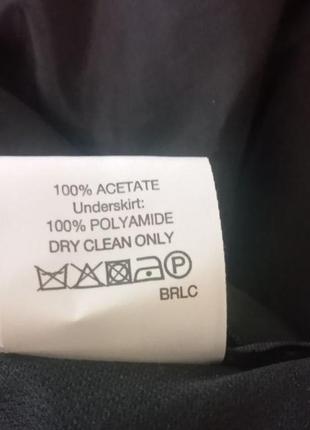 100% ACETATE
Underskirt:
100% POLYAMIDE
DRY CLEAN ONLY
P
BRLC